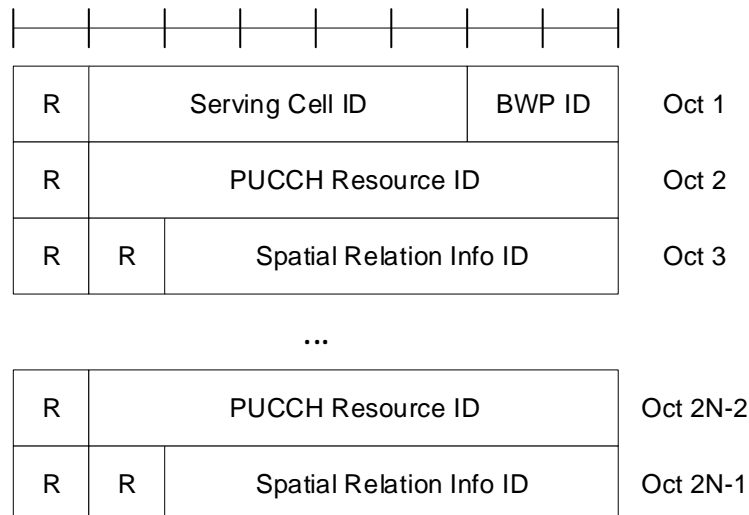 R Serving Cell ID BWP ID Oct 1
R PUCCH Resource ID Oct 2
R R Spatial Relation Info ID Oct 3
...
R PUCCH Resource ID Oct 2N-2
R R Spatial Relation Info ID Oct 2N-1